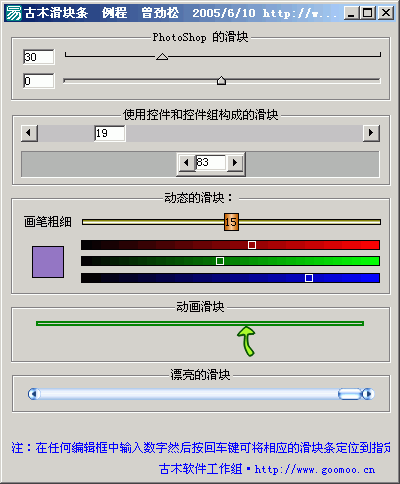 古木滑块条 例程 曾劲松 2005/6/10 http://w...
PhotoShop 的滑块
30
0
使用控件和控件组构成的滑块
19
83
动态的滑块：
画笔粗细
15
动画滑块
漂亮的滑块
注：在任何编辑框中输入数字然后按回车键可将相应的滑块条定位到指定
古木软件工作组·http://www.goomoo.cn